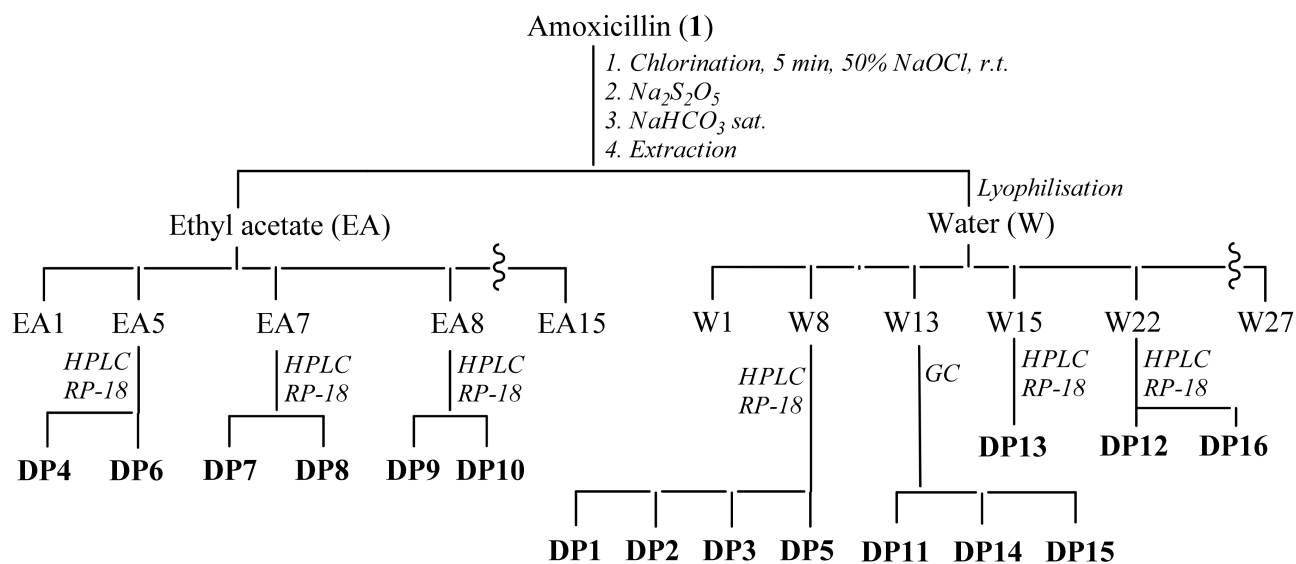 Amoxicillin (1)
1. Chlorination, 5 min, 50% NaOCl, r.t.
2. Na2S2O5
3. NaHCO3 sat.
4. Extraction
Lyophilisation
Ethyl acetate (EA)
Water (W)
EA1 EA5 EA7 EA8 EA15
W1 W8 W13 W15 W22 W27
HPLC
RP-18
HPLC
RP-18
HPLC
RP-18
HPLC
RP-18
GC
HPLC
RP-18
HPLC
RP-18
DP4 DP6 DP7 DP8 DP9 DP10
DP13 DP12 DP16
DP1 DP2 DP3 DP5 DP11 DP14 DP15